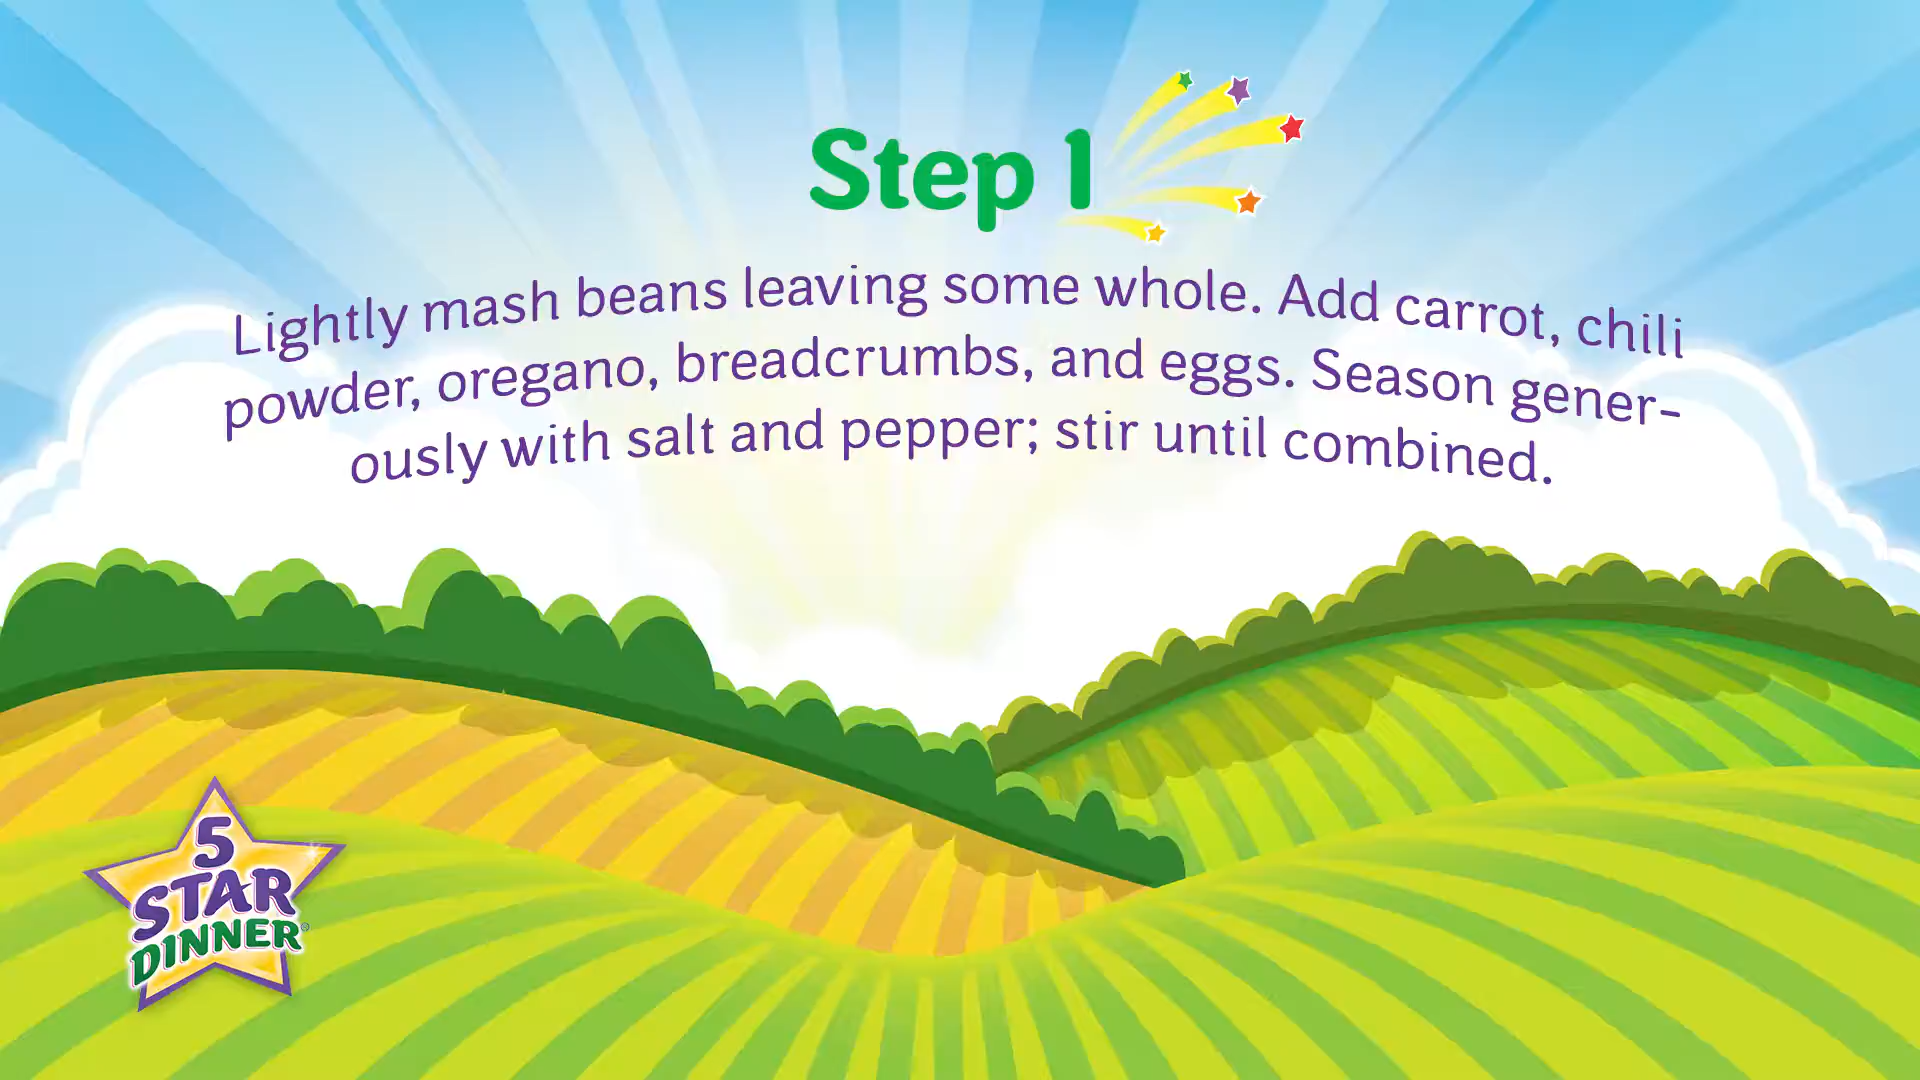 Step 1
Lightly mash beans leaving some whole. Add carrot, chili
powder, oregano, breadcrumbs, and eggs. Season gener-
ously with salt and pepper; stir until combined.
5
STAR
DINNER®